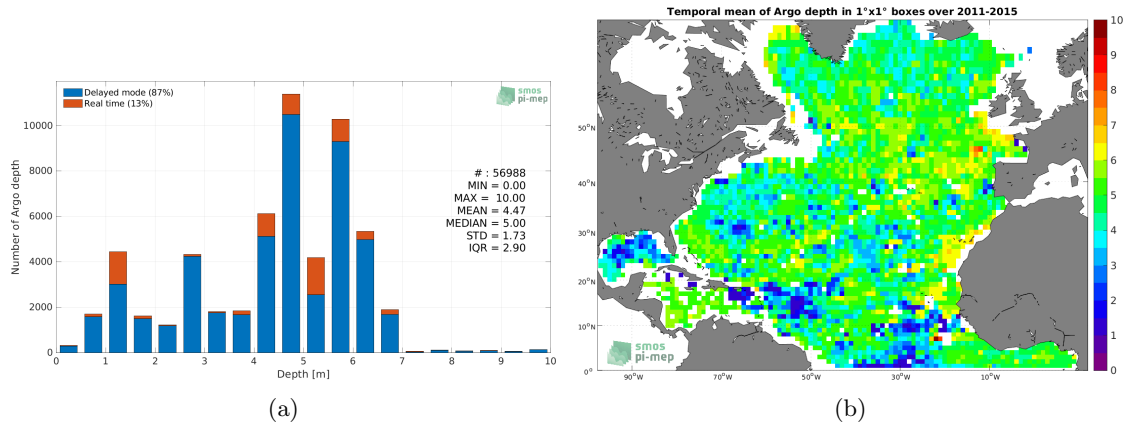 Delayed mode (87%)
Real time (13%)
smos
pi-mep
10000
8000
6000
4000
2000
0
Number of Argo depth
# : 56988
MIN = 0.00
MAX = 10.00
MEAN = 4.47
MEDIAN = 5.00
STD = 1.73
IQR = 2.90
0 1 2 3 4 5 6 7 8 9 10
Depth [m]
(a)
Temporal mean of Argo depth in 1°x1° boxes over 2011-2015
50°N
40°N
30°N
20°N
10°N
0°
90°W 70°W 50°W 30°W 10°W
smos
pi-mep
10
9
8
7
6
5
4
3
2
1
0
(b)